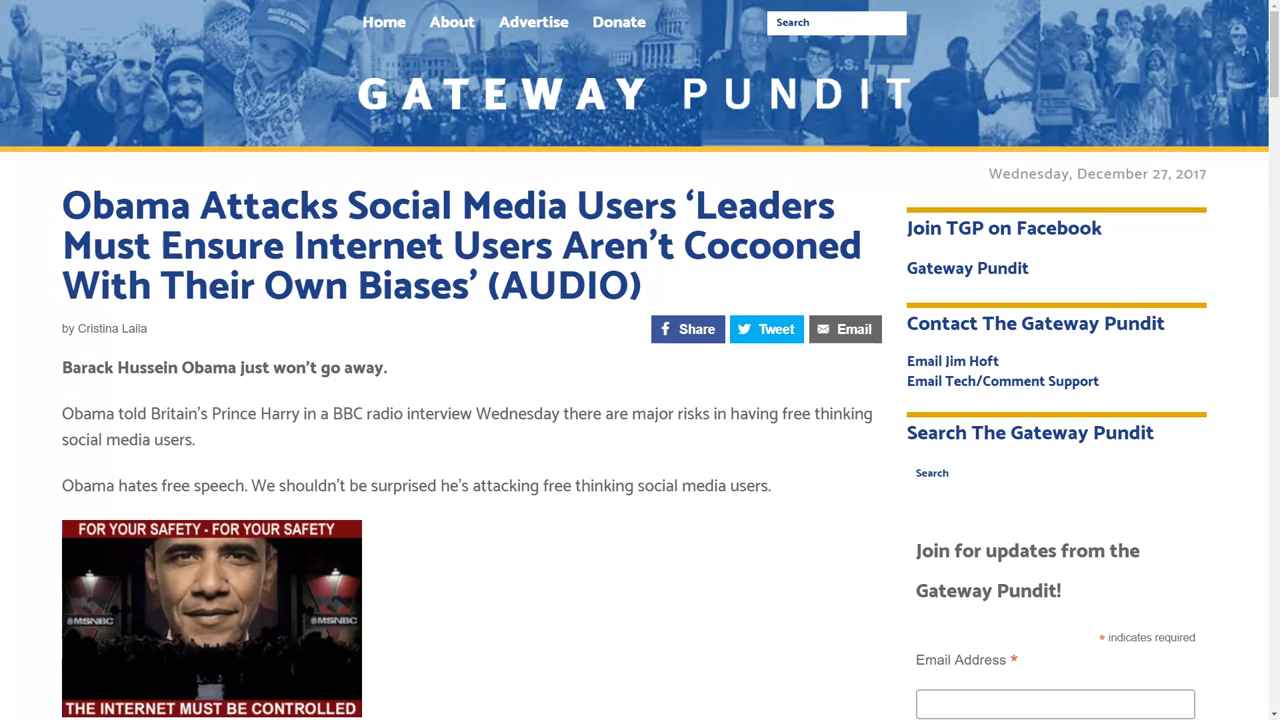 Home About Advertise Donate Search
GATEWAY PUNDIT
Wednesday, December 27, 2017
Obama Attacks Social Media Users ‘Leaders
Must Ensure Internet Users Aren’t Cocooned
With Their Own Biases’ (AUDIO)
by Cristina Laila
Share Tweet Email
Barack Hussein Obama just won’t go away.
Obama told Britain’s Prince Harry in a BBC radio interview Wednesday there are major risks in having free thinking
social media users.
Obama hates free speech. We shouldn’t be surprised he’s attacking free thinking social media users.
FOR YOUR SAFETY - FOR YOUR SAFETY
MSNBC MSNBC
THE INTERNET MUST BE CONTROLLED
Join TGP on Facebook
Gateway Pundit
Contact The Gateway Pundit
Email Jim Hoft
Email Tech/Comment Support
Search The Gateway Pundit
Search
Join for updates from the
Gateway Pundit!
* indicates required
Email Address *